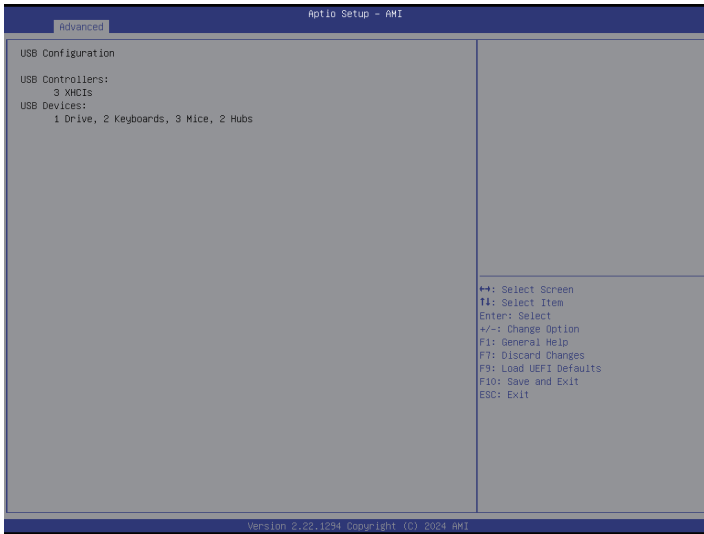 Aptio Setup - AMI
Advanced
USB Configuration
USB Controllers:
3 XHCIs
USB Devices:
1 Drive, 2 Keyboards, 3 Mice, 2 Hubs
↔: Select Screen
↑↓: Select Item
Enter: Select
+/-: Change Option
F1: General Help
F7: Discard Changes
F9: Load UEFI Defaults
F10: Save and Exit
ESC: Exit
Version 2.22.1294 Copyright (C) 2024 AMI